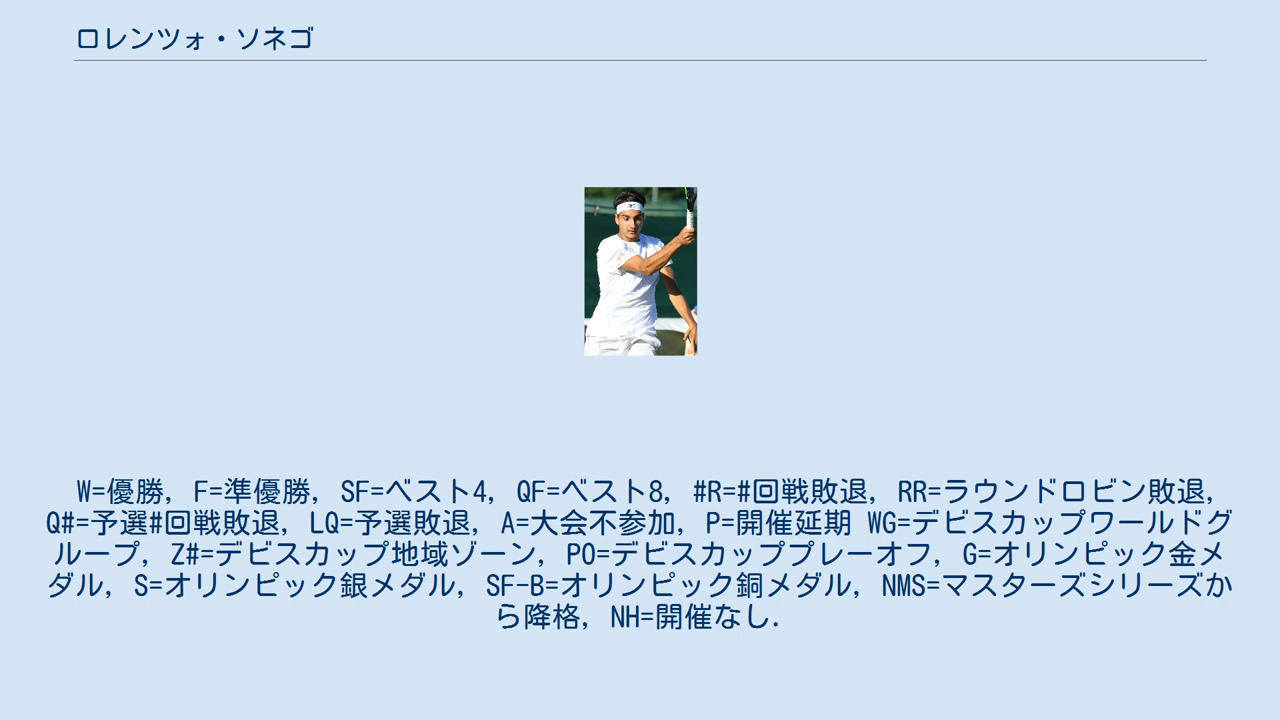 ロレンツォ・ソネゴ
W=優勝, F=準優勝, SF=ベスト4, QF=ベスト8, #R=#回戦敗退, RR=ラウンドロビン敗退,
Q#=予選#回戦敗退, LQ=予選敗退, A=大会不参加, P=開催延期 WG=デビスカップワールドグ
ループ, Z#=デビスカップ地域ゾーン, PO=デビスカッププレーオフ, G=オリンピック金メ
ダル, S=オリンピック銀メダル, SF-B=オリンピック銅メダル, NMS=マスターズシリーズか
ら降格, NH=開催なし.